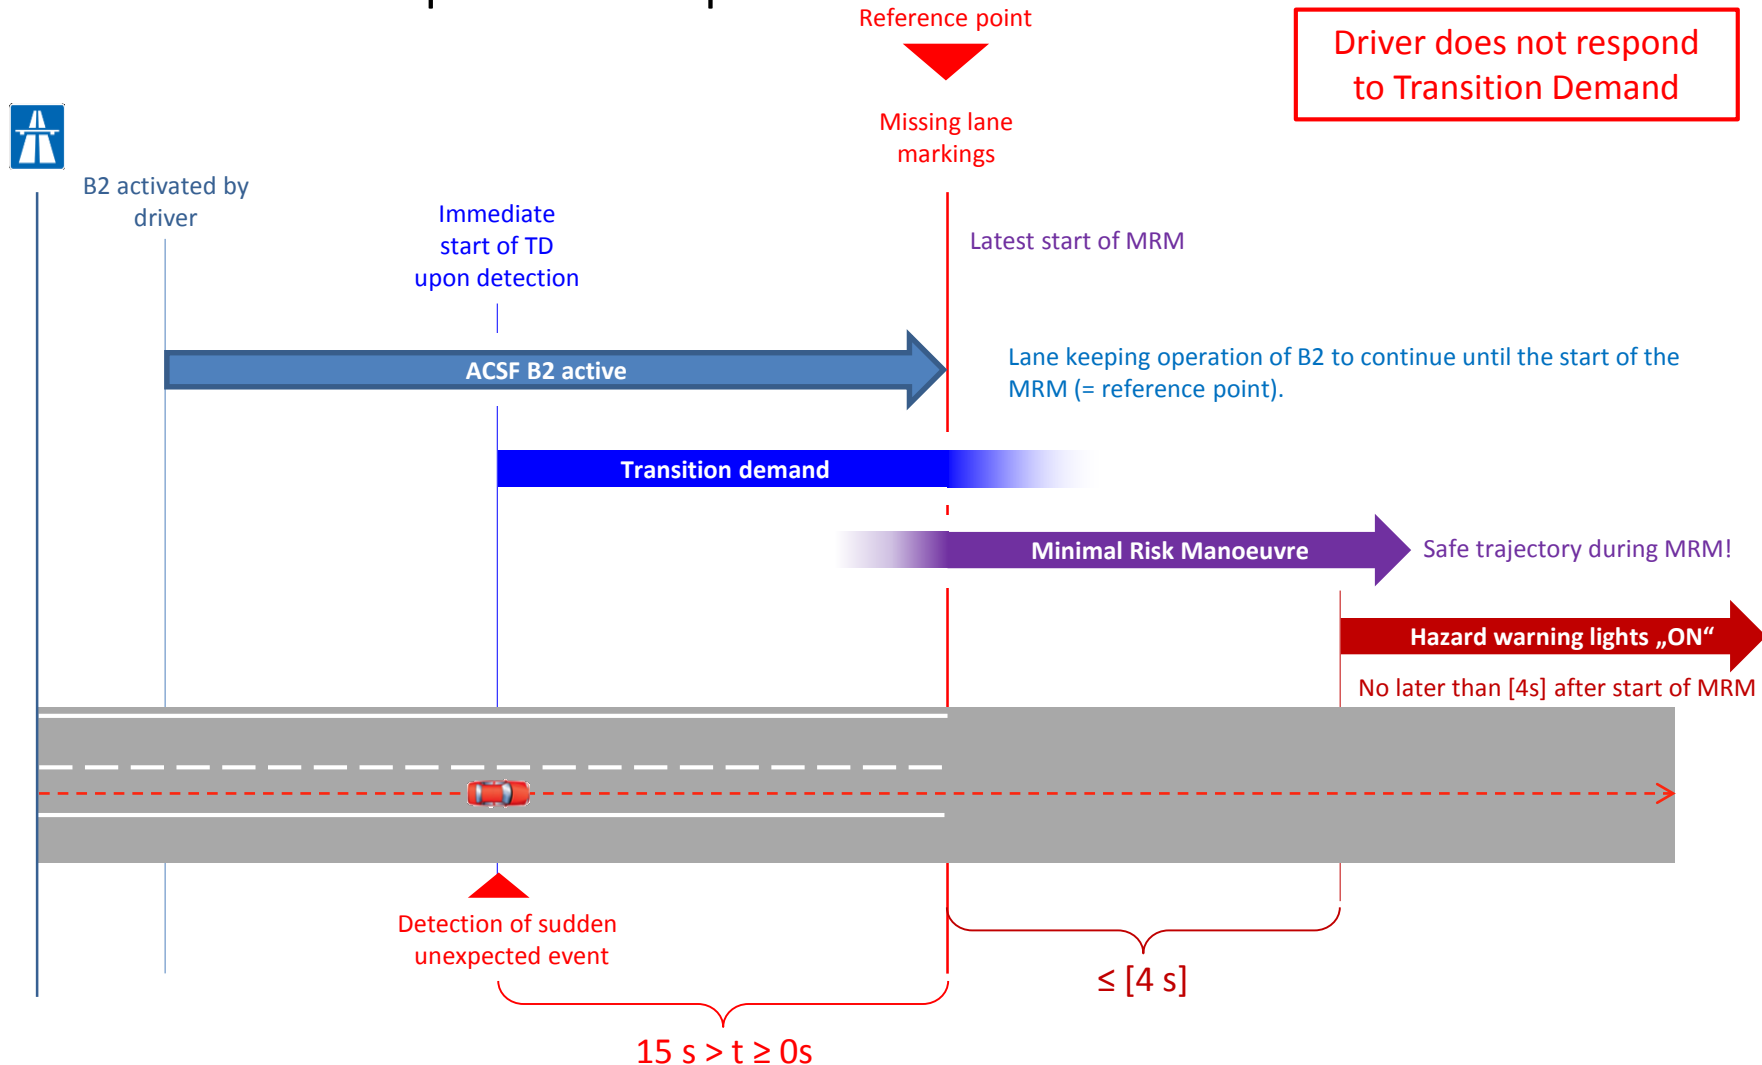 Reference point
Driver does not respond
to Transition Demand
Missing lane
markings
B2 activated by
driver
Immediate
start of TD
upon detection
Latest start of MRM
ACSF B2 active
Lane keeping operation of B2 to continue until the start of the
MRM (= reference point).
Transition demand
Minimal Risk Manoeuvre
Safe trajectory during MRM!
Hazard warning lights „ON“
No later than [4s] after start of MRM
Detection of sudden
unexpected event
≤ [4 s]
15 s > t ≥ 0s